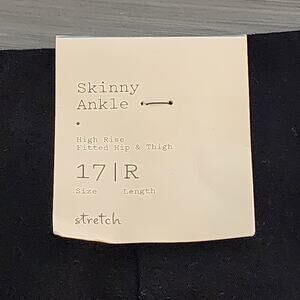 Skinny
Ankle
High Rise
Fitted Hip & Thigh
17|R
Size Length
stretch